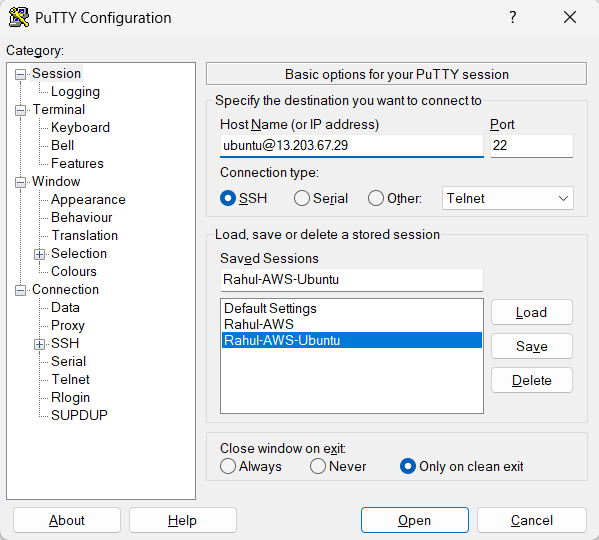 PuTTY Configuration
?
Category:
Session
Logging
Terminal
Keyboard
Bell
Features
Window
Appearance
Behaviour
Translation
Selection
Colours
Connection
Data
Proxy
SSH
Serial
Telnet
Rlogin
SUPDUP
Basic options for your PuTTY session
Specify the destination you want to connect to
Host Name (or IP address) Port
ubuntu@13.203.67.29 22
Connection type:
SSH Serial Other: Telnet
Load, save or delete a stored session
Saved Sessions
Rahul-AWS-Ubuntu
Default Settings
Rahul-AWS
Rahul-AWS-Ubuntu
Load
Save
Delete
Close window on exit:
Always Never Only on clean exit
About Help Open Cancel